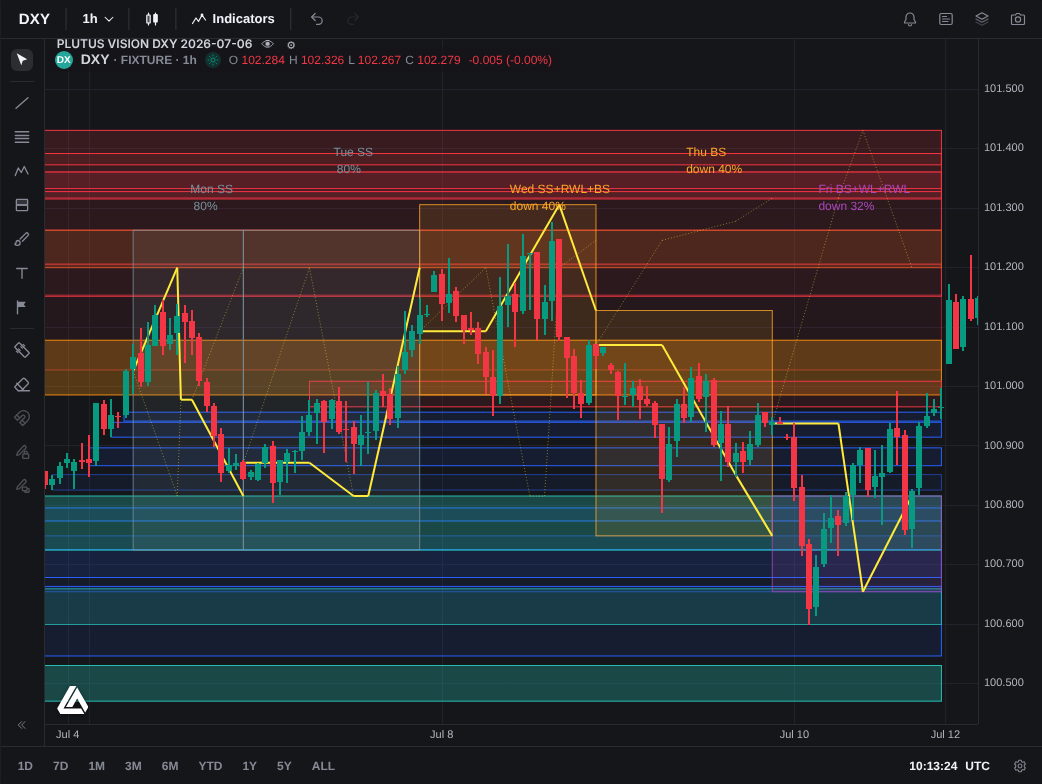 DXY 1h Indicators
PLUTUS VISION DXY 2026-07-06
DX DXY · FIXTURE · 1h O 102.284 H 102.326 L 102.267 C 102.279 -0.005 (-0.00%)
101.500
101.400
101.300
101.200
101.100
101.000
100.900
100.800
100.700
100.600
100.500
Tue SS
80%
Thu BS
down 40%
Mon SS
80%
Wed SS+RWL+BS
down 40%
Fri BS+WL+RWL
down 32%
Jul 4 Jul 8 Jul 10 Jul 12
1D 7D 1M 3M 6M YTD 1Y 5Y ALL 10:13:24 UTC